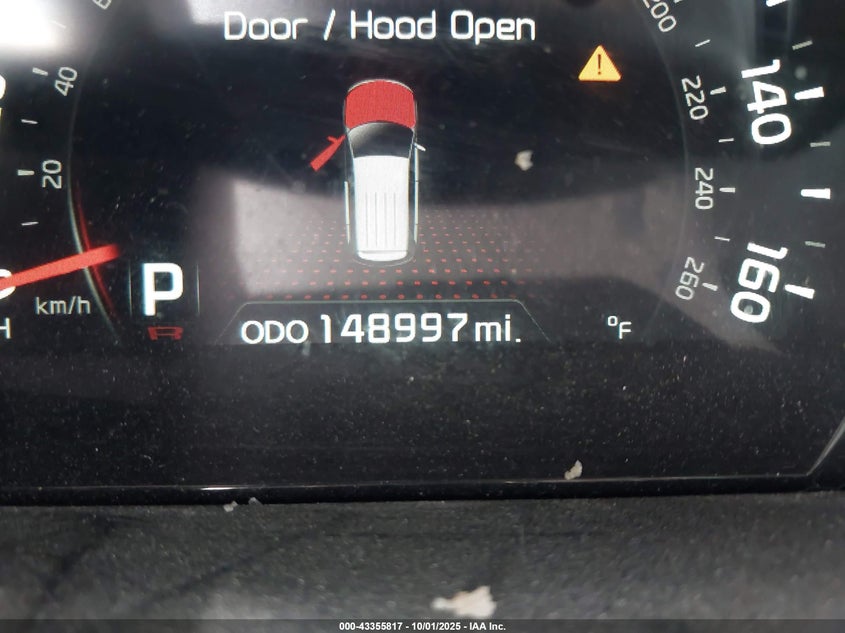 Door / Hood Open
200
40
220
140
20
240
160
260
km/h
P
ODO 148997 mi.
°F
000-43355817 - 10/01/2025 - IAA Inc.